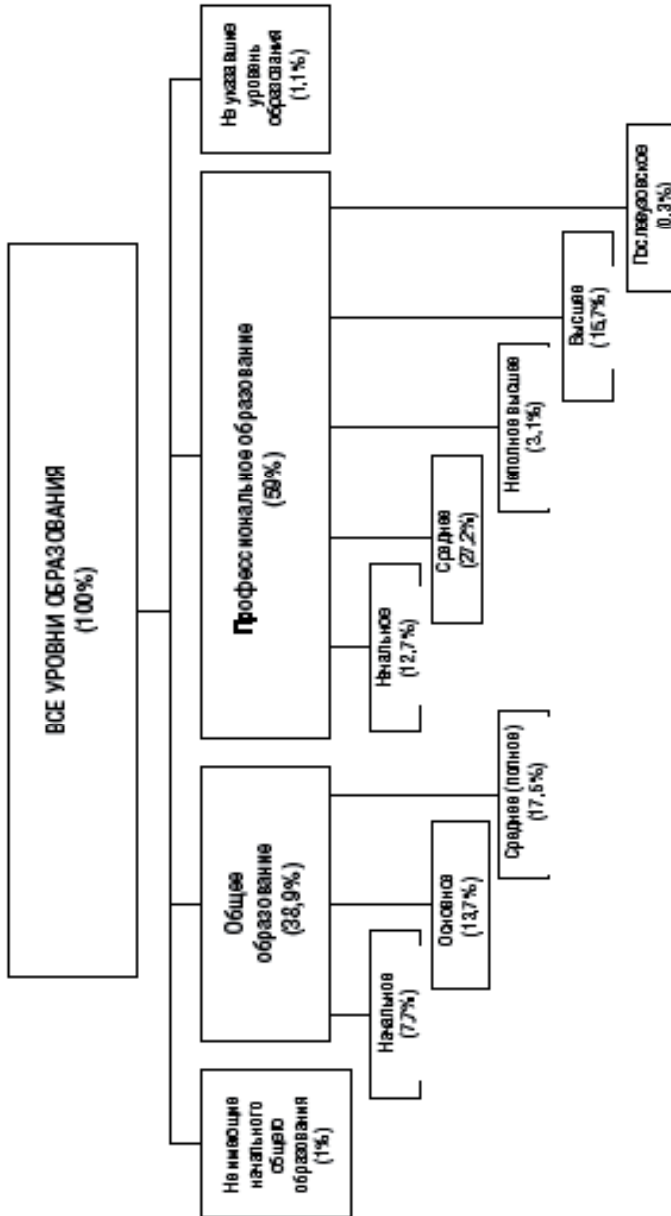 ВСЕ УРОВНИ ОБРАЗОВАНИЯ
(100%)
Не имеющие
начального
общего
образования
(1%)
Общее
образование
(38,9%)
Профессиональное образование
(59%)
Не указавшие
уровень
образования
(1,1%)
Начальное
(7,7%)
Основное
(13,7%)
Среднее (полное)
(17,5%)
Начальное
(12,7%)
Среднее
(27,2%)
Неполное высшее
(3,1%)
Высшее
(15,7%)
Послевузовское
(0,3%)